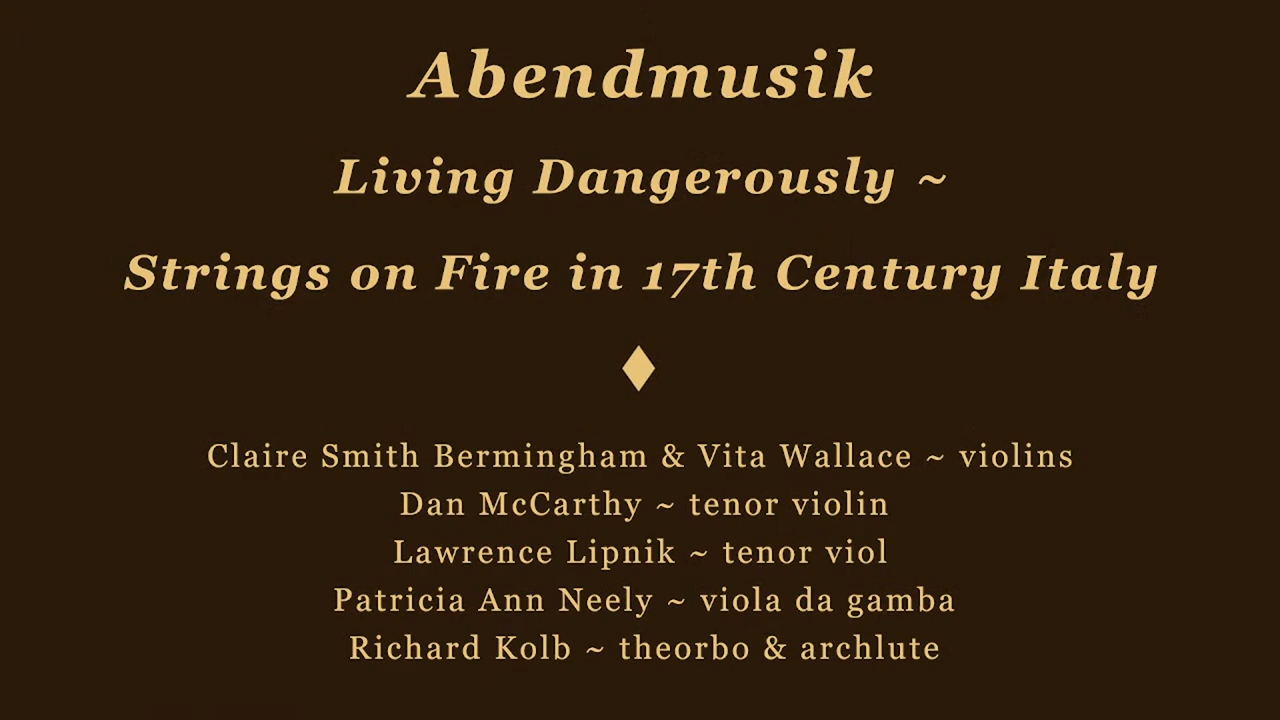 Abendmusik
Living Dangerously ~
Strings on Fire in 17th Century Italy
Claire Smith Bermingham & Vita Wallace ~ violins
Dan McCarthy ~ tenor violin
Lawrence Lipnik ~ tenor viol
Patricia Ann Neely ~ viola da gamba
Richard Kolb ~ theorbo & archlute